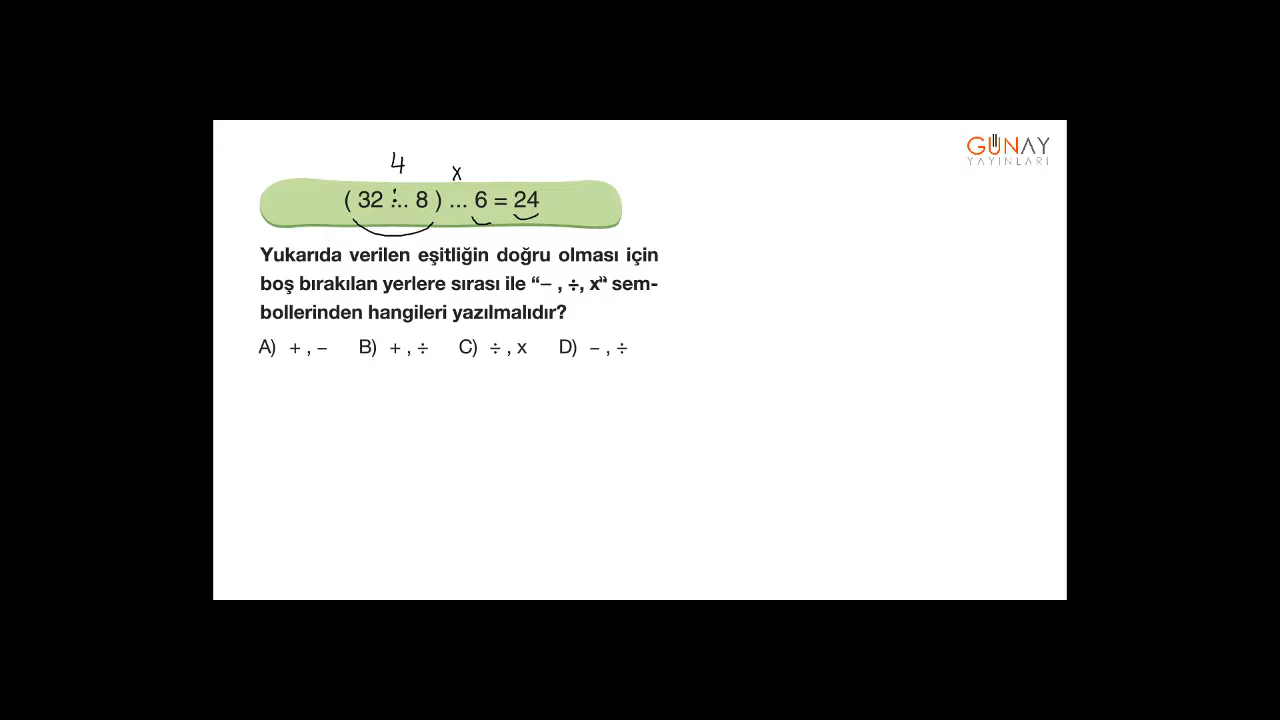 GÜNAY
YAYINLARI
4 x
( 32 :... 8 ) ... 6 = 24
Yukarıda verilen eşitliğin doğru olması için
boş bırakılan yerlere sırası ile “– , ÷, x” sem-
bollerinden hangileri yazılmalıdır?
A) + , – B) + , ÷ C) ÷ , x D) – , ÷